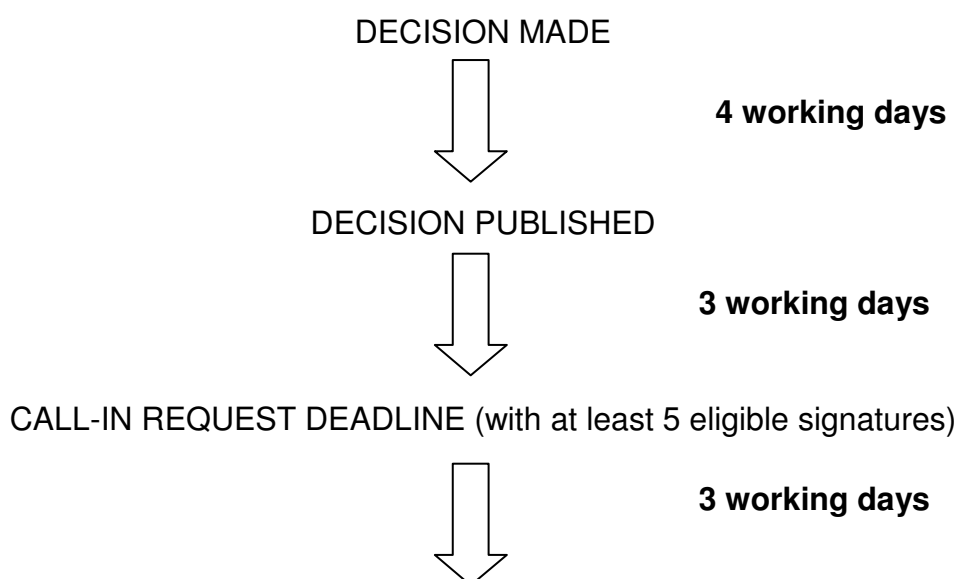 DECISION MADE
4 working days
DECISION PUBLISHED
3 working days
CALL-IN REQUEST DEADLINE (with at least 5 eligible signatures)
3 working days